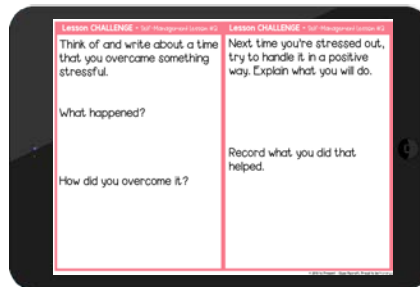 Lesson CHALLENGE - Self-Management Lesson #2
Think of and write about a time
that you overcame something
stressful.
What happened?
How did you overcome it?
Lesson CHALLENGE - Self-Management Lesson #2
Next time you're stressed out,
try to handle it in a positive
way. Explain what you will do.
Record what you did that
helped.